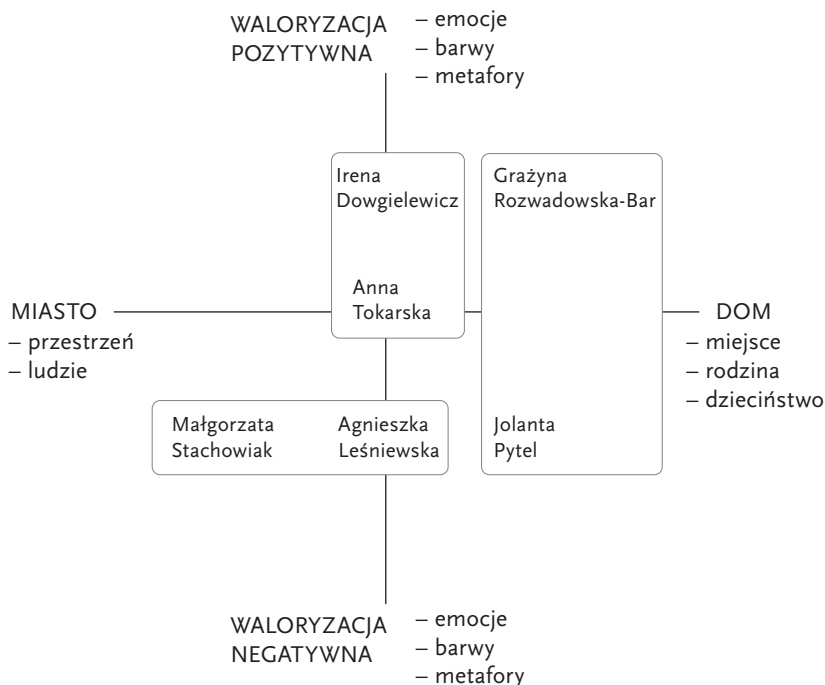 WALORYZACJA
POZYTYWNA
– emocje
– barwy
– metafory
Irena
Dowgielewicz
Grażyna
Rozwadowska-Bar
Anna
Tokarska
MIASTO
– przestrzeń
– ludzie
DOM
– miejsce
– rodzina
– dzieciństwo
Małgorzata
Stachowiak
Agnieszka
Leśniewska
Jolanta
Pytel
WALORYZACJA
NEGATYWNA
– emocje
– barwy
– metafory